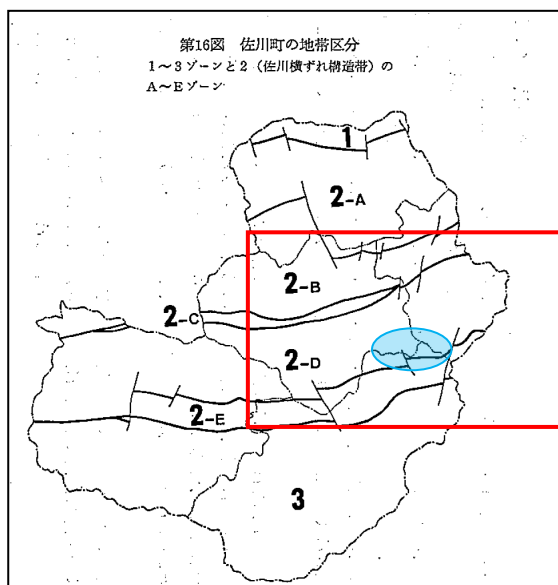 第16図 佐川町の地帯区分
1～3ゾーンと2(佐川横ずれ構造帯)の
A～Eゾーン
1
2-A
2-B
2-C
2-D
2-E
3